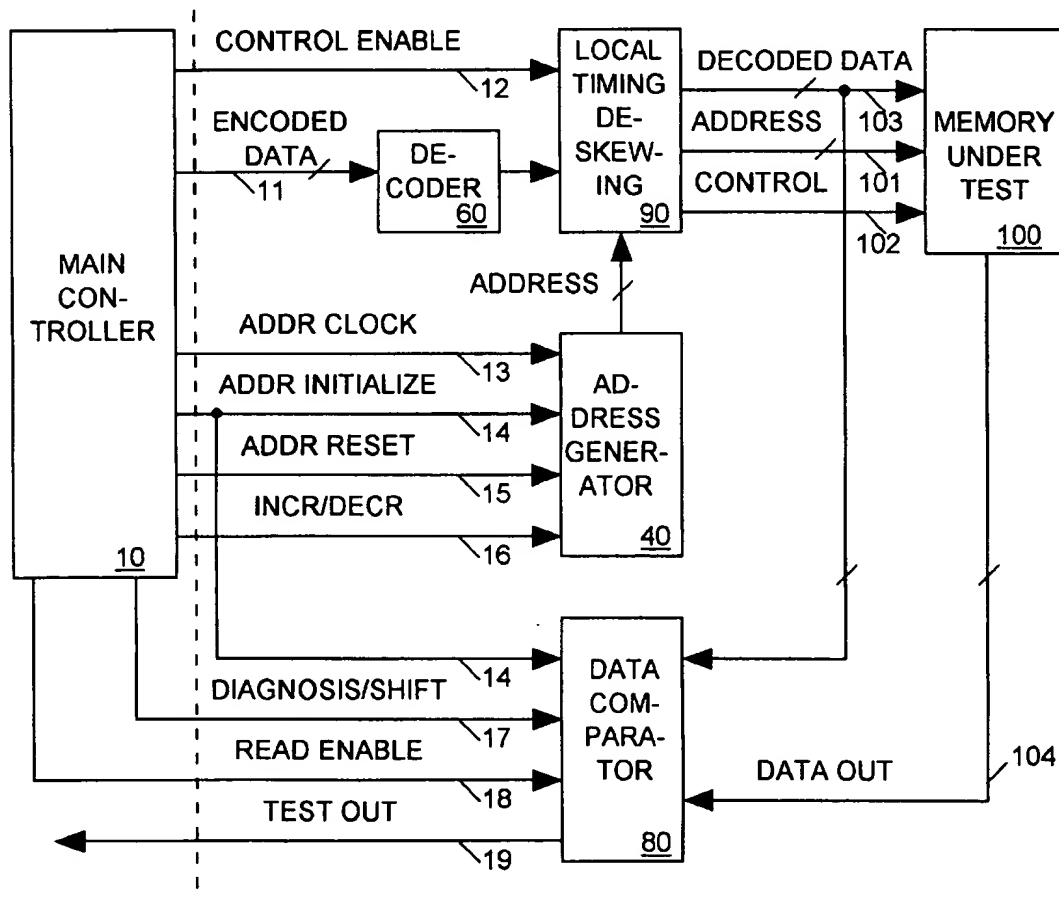 CONTROL ENABLE
12
ENCODED
DATA
11
DE-
CODER
60
LOCAL
TIMING
DE-
SKEW-
ING
90
DECODED DATA
103
ADDRESS
101
CONTROL
102
MEMORY
UNDER
TEST
100
MAIN
CON-
TROLLER
10
ADDRESS
ADDR CLOCK
13
ADDR INITIALIZE
14
ADDR RESET
15
INCR/DECR
16
AD-
DRESS
GENER-
ATOR
40
14
DIAGNOSIS/SHIFT
17
READ ENABLE
18
TEST OUT
19
DATA
COM-
PARA-
TOR
80
DATA OUT
104